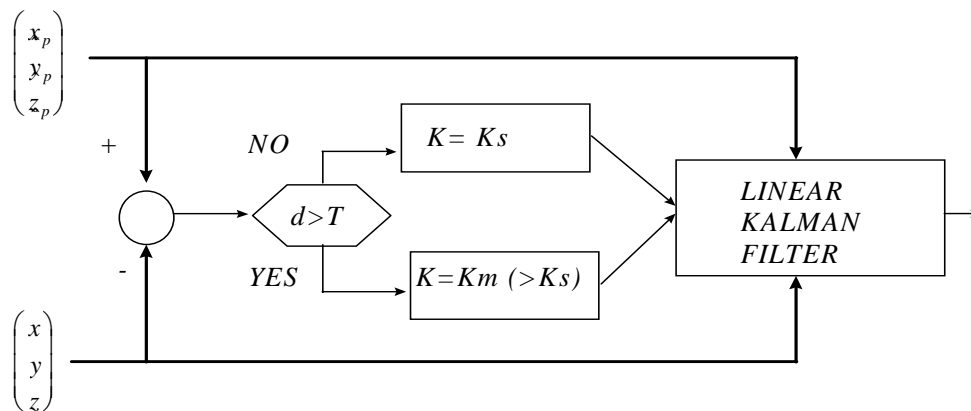 x_p
y_p
z_p
+
NO
K= Ks
d>T
LINEAR
KALMAN
FILTER
-
YES
K=Km (>Ks)
x
y
z